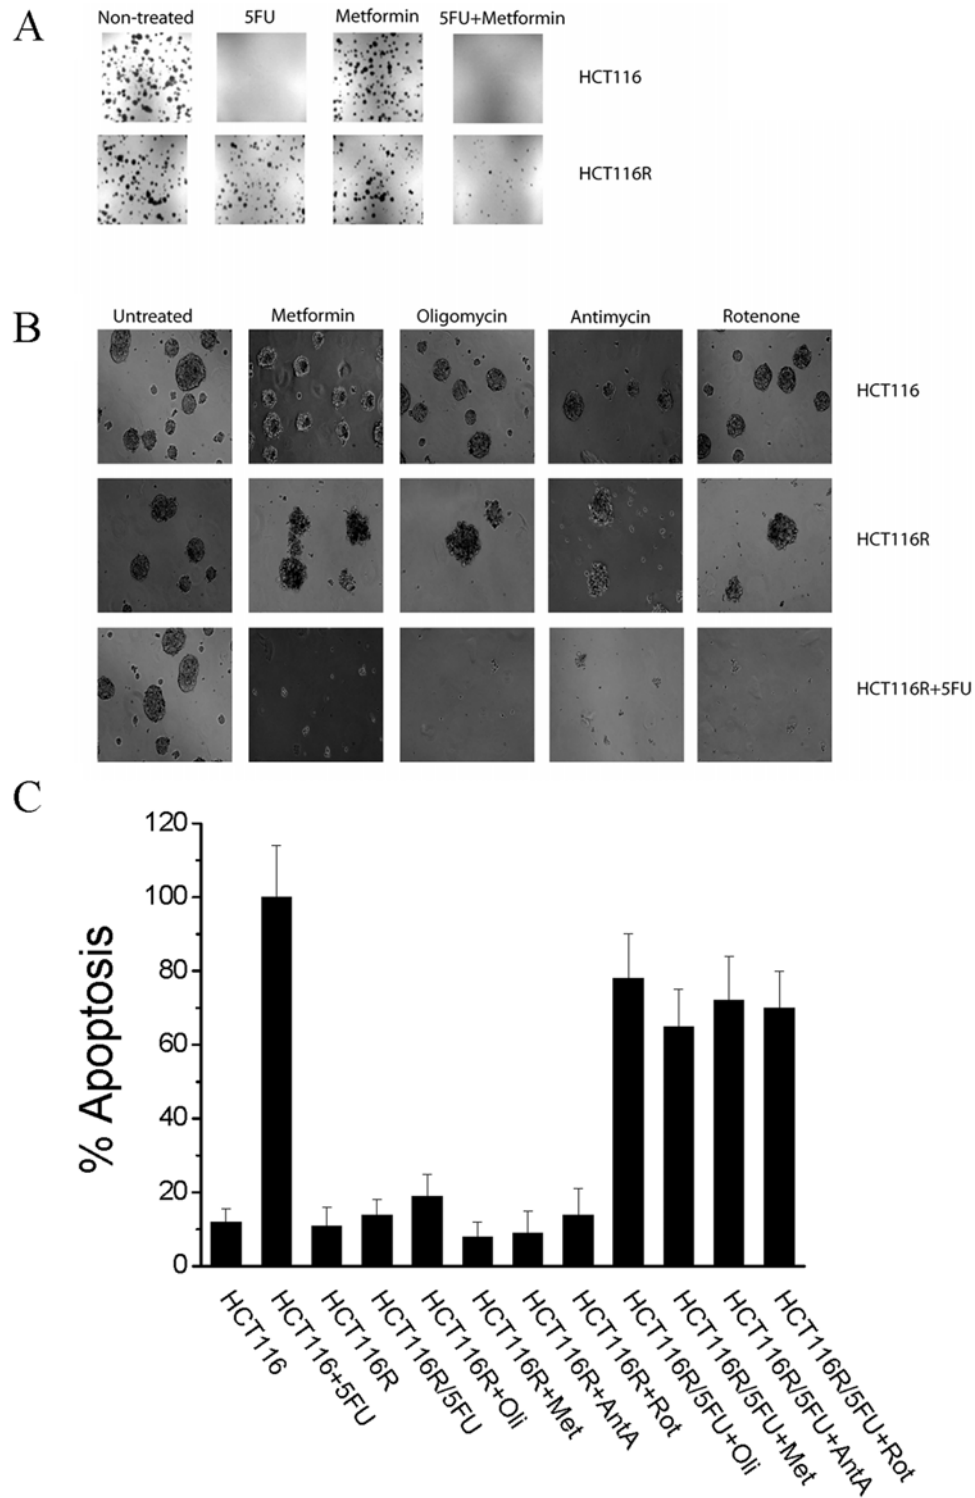 A
Non-treated 5FU Metformin 5FU+Metformin
HCT116
HCT116R
B
Untreated Metformin Oligomycin Antimycin Rotenone
HCT116
HCT116R
HCT116R+5FU
C
% Apoptosis
120
100
80
60
40
20
0
HCT116
HCT116+5FU
HCT116R
HCT116R/5FU
HCT116R+Oli
HCT116R+Met
HCT116R+AntA
HCT116R+Rot
HCT116R/5FU+Oli
HCT116R/5FU+Met
HCT116R/5FU+AntA
HCT116R/5FU+Rot